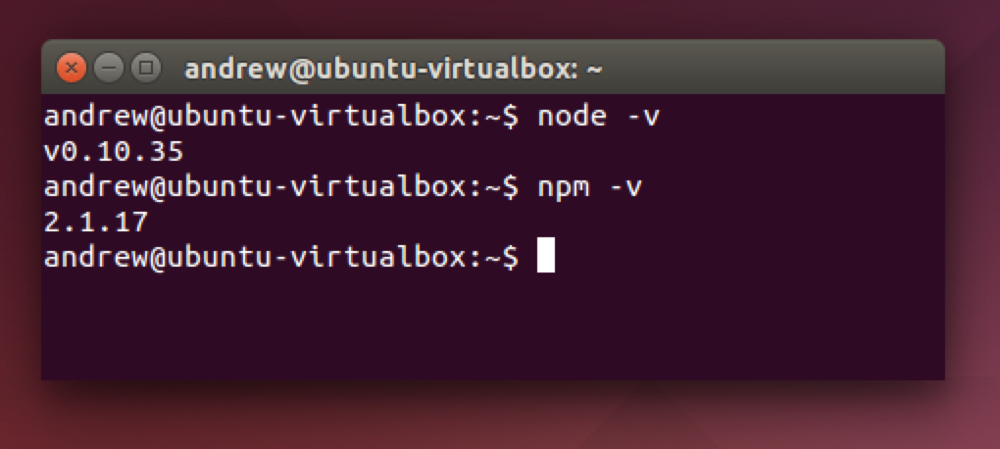 andrew@ubuntu-virtualbox: ~
andrew@ubuntu-virtualbox:~$ node -v
v0.10.35
andrew@ubuntu-virtualbox:~$ npm -v
2.1.17
andrew@ubuntu-virtualbox:~$